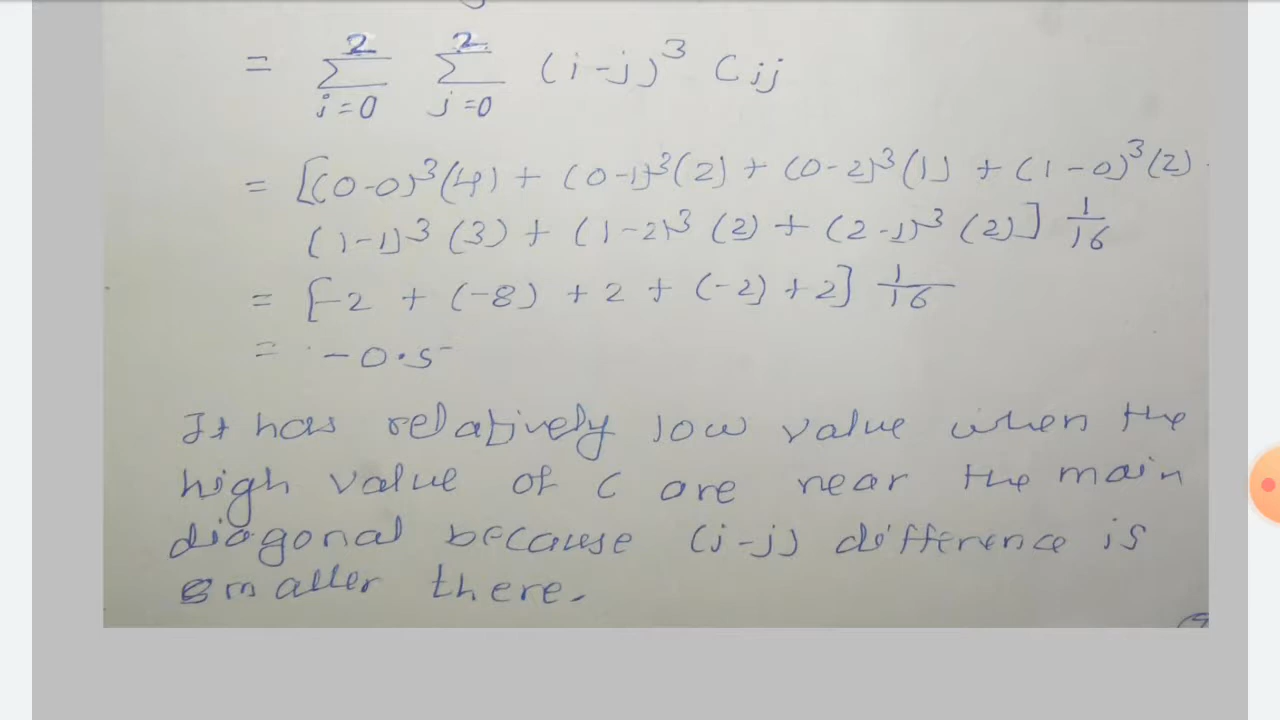 = 2∑i=0 2∑j=0 (i-j)³ Cij
= [(0-0)³(4) + (0-1)³(2) + (0-2)³(1) + (1-0)³(2).
(1-1)³ (3) + (1-2)³ (2) + (2-1)³ (2)] 1/16
= [-2 + (-8) + 2 + (-2) + 2] 1/16
= -0.5
It has relatively low value when the
high value of C are near the main
diagonal because (i-j) difference is
smaller there.